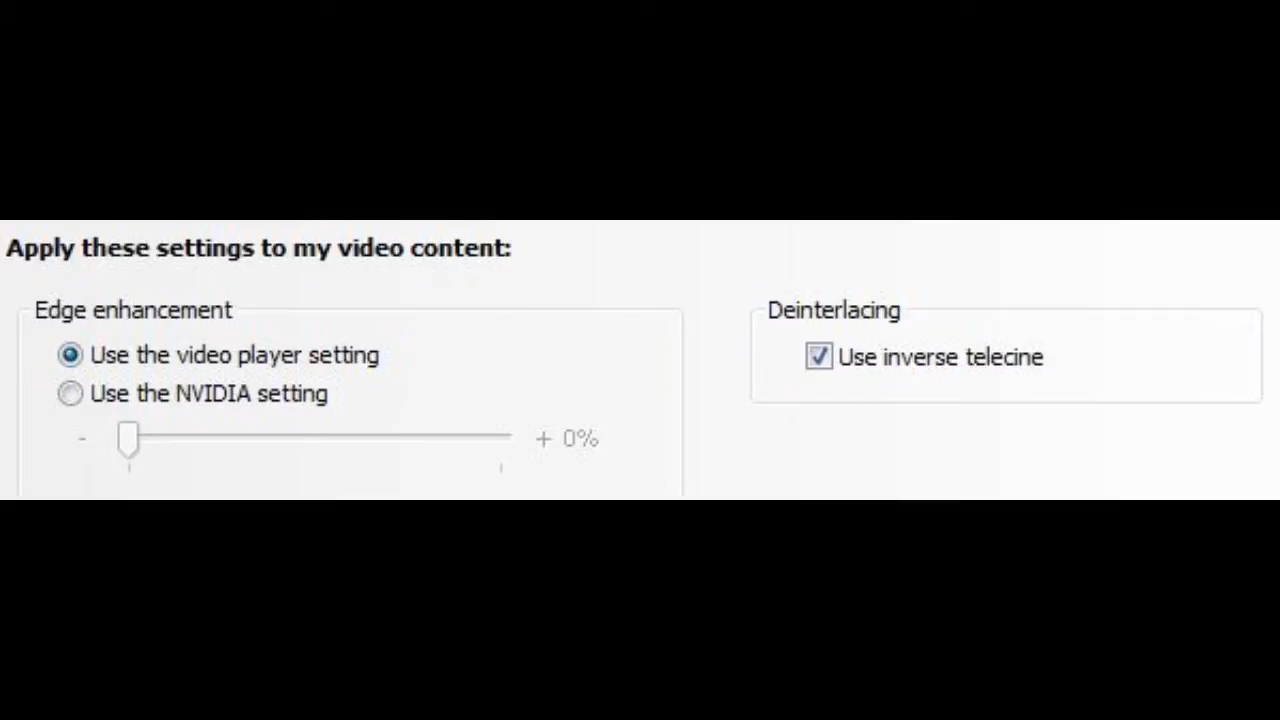 Apply these settings to my video content:
Edge enhancement
Use the video player setting
Use the NVIDIA setting
- + 0%
Deinterlacing
Use inverse telecine